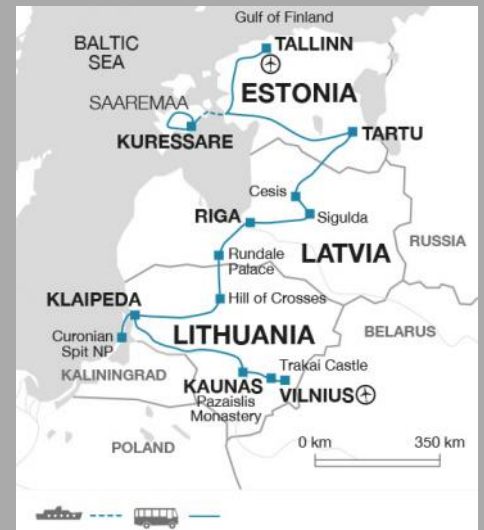 Gulf of Finland
BALTIC
SEA
TALLINN
ESTONIA
SAAREMAA
KURESSARE
TARTU
Cesis
RIGA
Sigulda
LATVIA
RUSSIA
Rundale
Palace
KLAIPEDA
Hill of Crosses
LITHUANIA
BELARUS
Curonian
Spit NP
Trakai Castle
KALININGRAD
KAUNAS
Pazaislis
Monastery
VILNIUS
POLAND
0 km
350 km